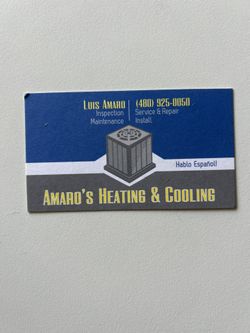 Luis Amaro | (480) 925-0050
Inspection | Service & Repair
Maintenance | Install
Hablo Español!
Amaro's Heating & Cooling